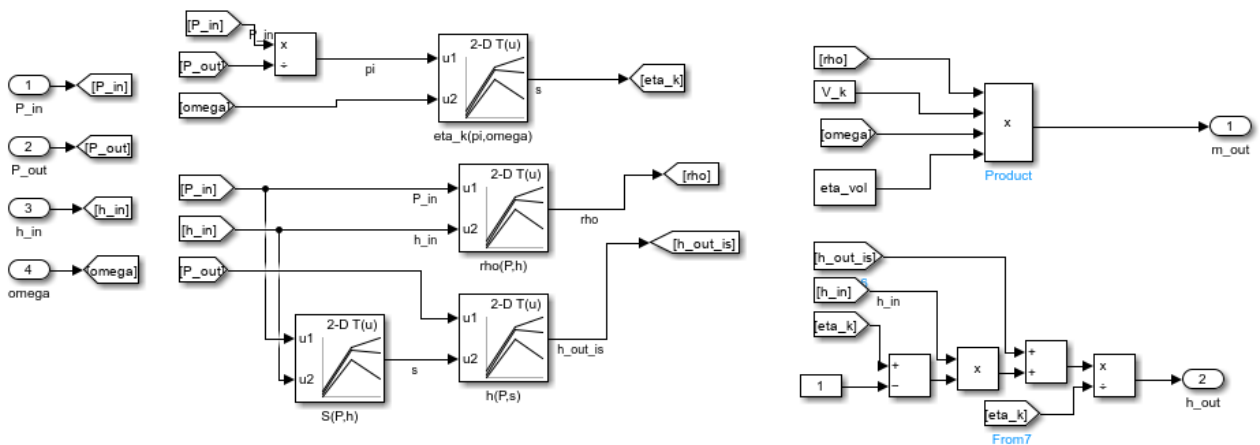 1
P_in
[P_in]
2
P_out
[P_out]
3
h_in
[h_in]
4
omega
[omega]
[P_in]
P_in
[P_out]
x
÷
pi
[omega]
2-D T(u)
u1
u2
eta_k(pi,omega)
s
[eta_k]
[P_in]
P_in
[h_in]
h_in
[P_out]
2-D T(u)
u1
u2
rho(P,h)
rho
[rho]
2-D T(u)
u1
u2
S(P,h)
s
2-D T(u)
u1
u2
h(P,s)
h_out_is
[h_out_is]
[rho]
V_k
[omega]
eta_vol
x
Product
1
m_out
[h_out_is]
[h_in]
h_in
[eta_k]
1
+
−
x
+
+
x
÷
[eta_k]
From7
2
h_out